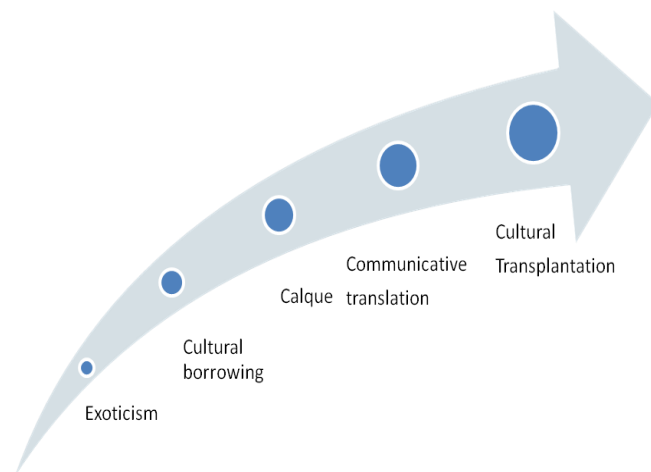 Exoticism
Cultural
borrowing
Calque
Communicative
translation
Cultural
Transplantation